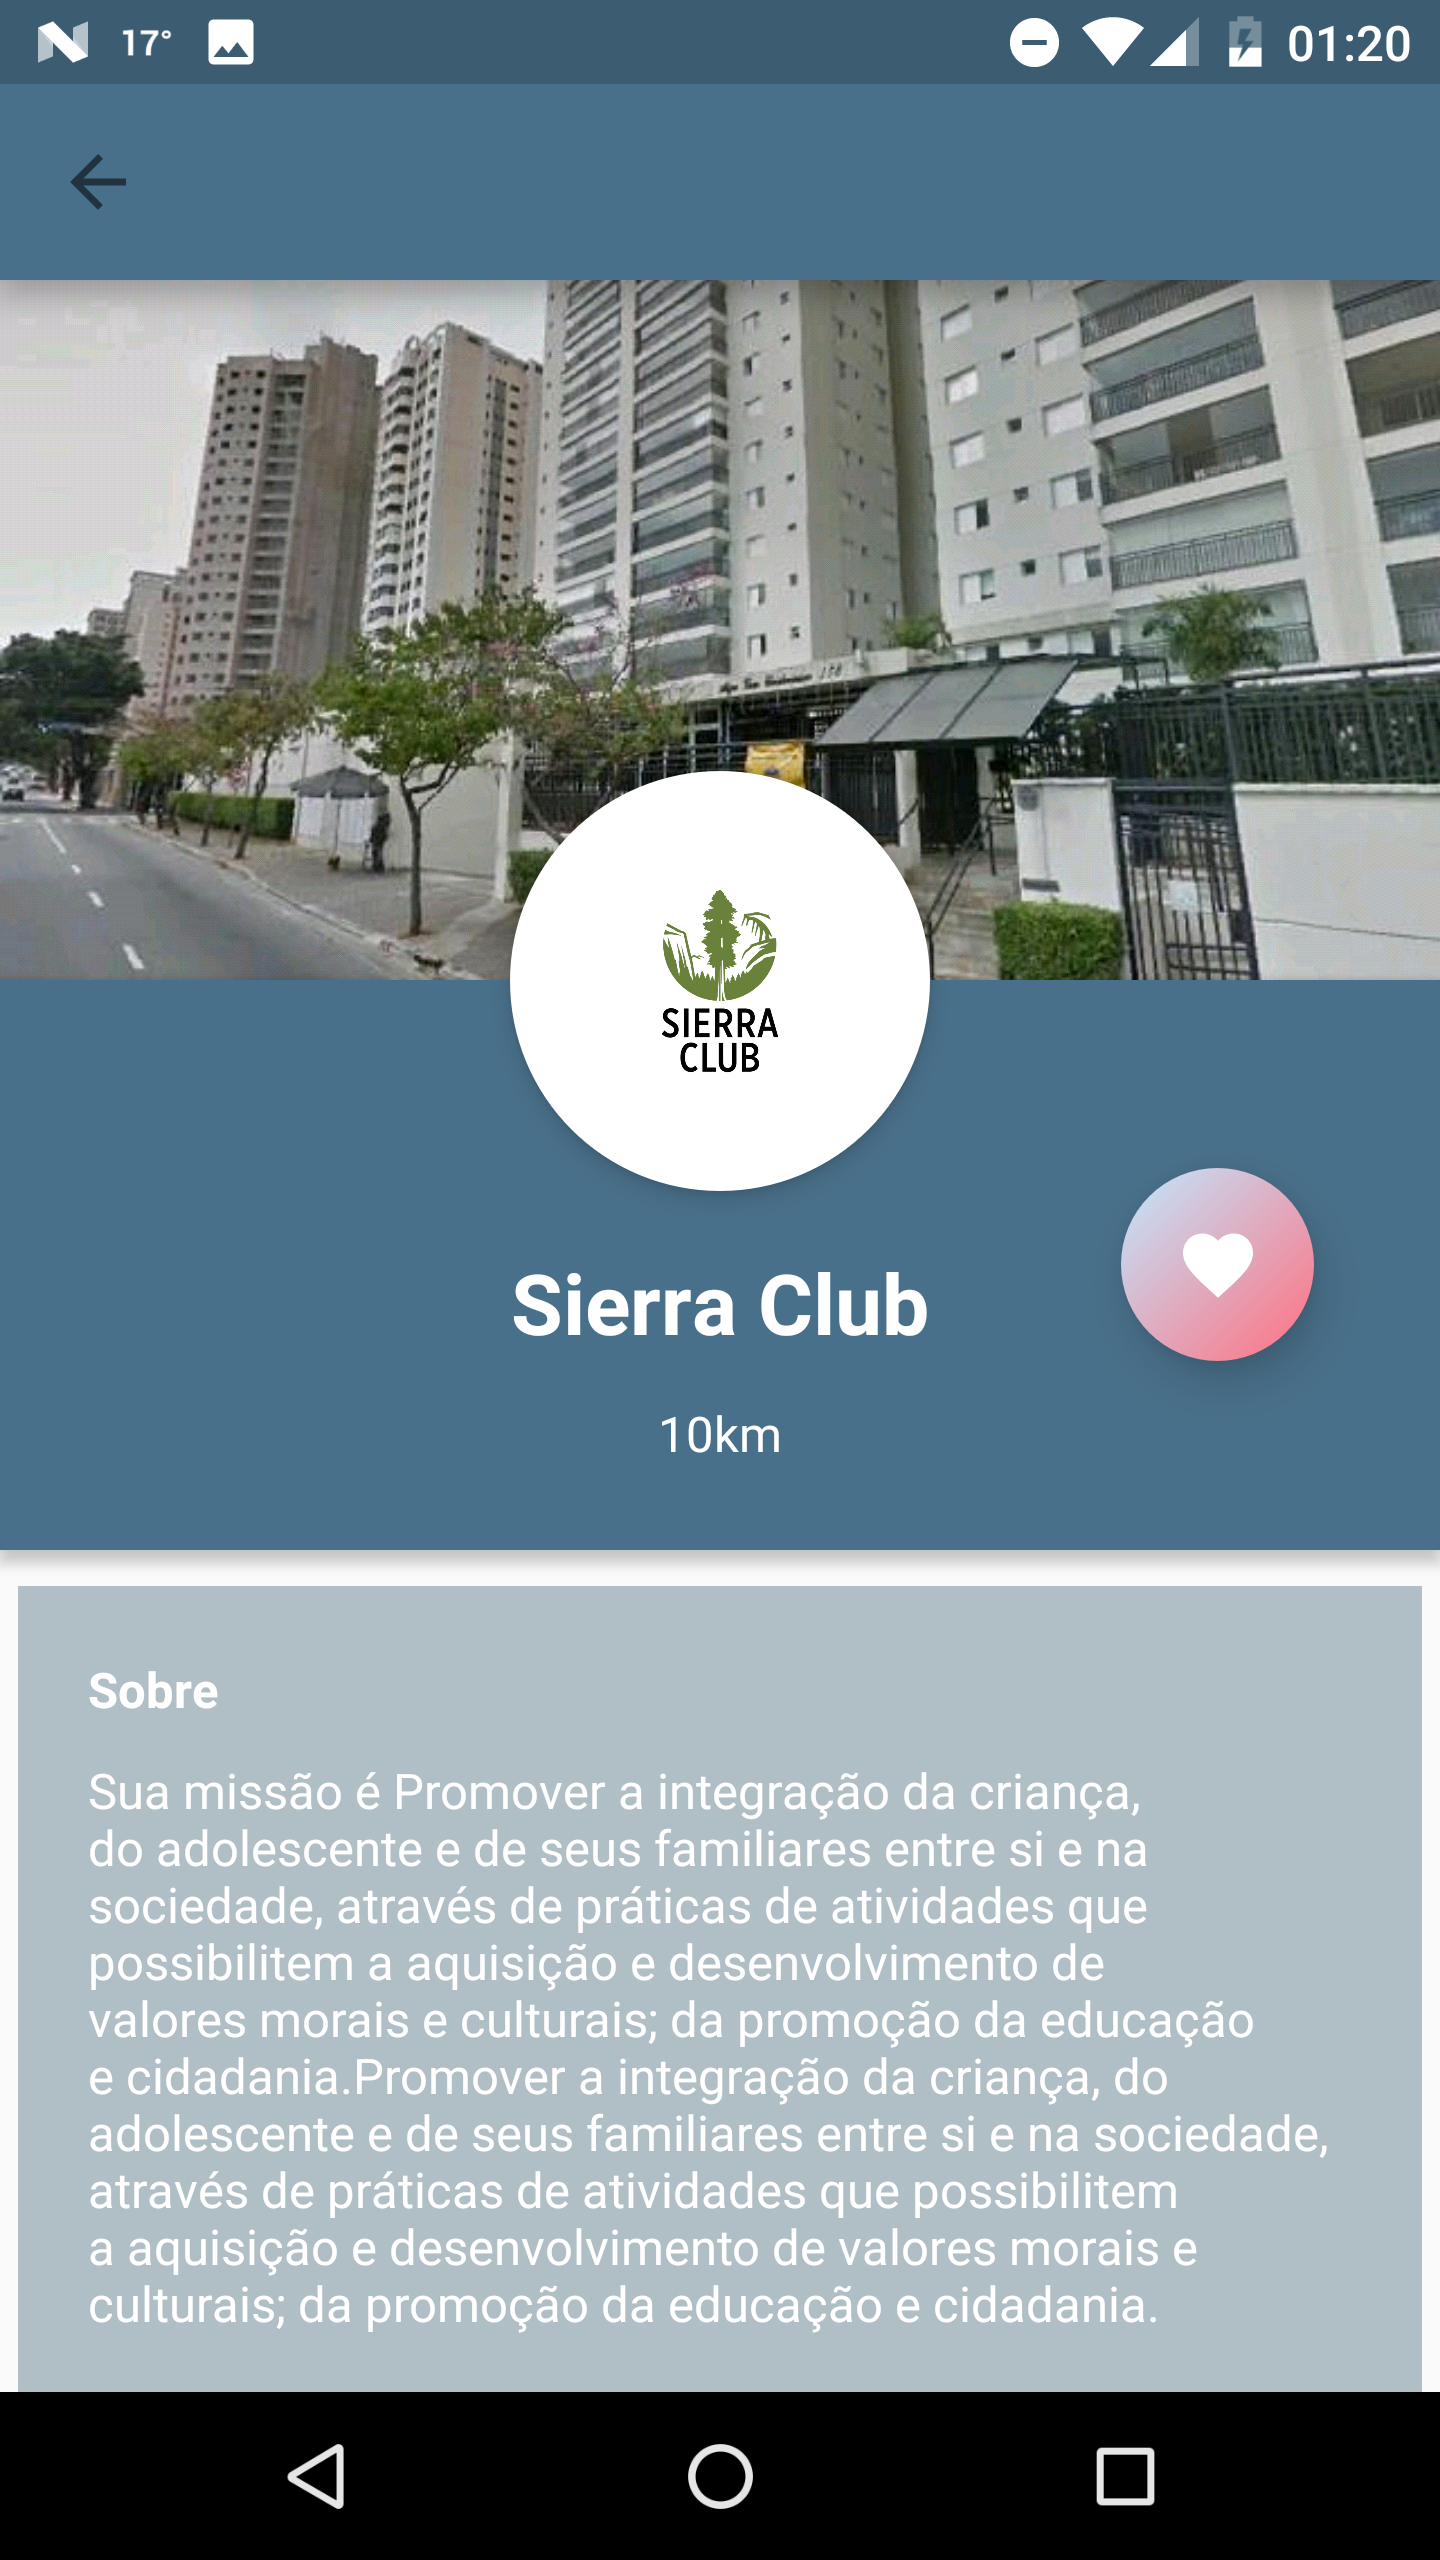 17°
01:20
SIERRA
CLUB
Sierra Club
10km
Sobre
Sua missão é Promover a integração da criança,
do adolescente e de seus familiares entre si e na
sociedade, através de práticas de atividades que
possibilitem a aquisição e desenvolvimento de
valores morais e culturais; da promoção da educação
e cidadania.Promover a integração da criança, do
adolescente e de seus familiares entre si e na sociedade,
através de práticas de atividades que possibilitem
a aquisição e desenvolvimento de valores morais e
culturais; da promoção da educação e cidadania.